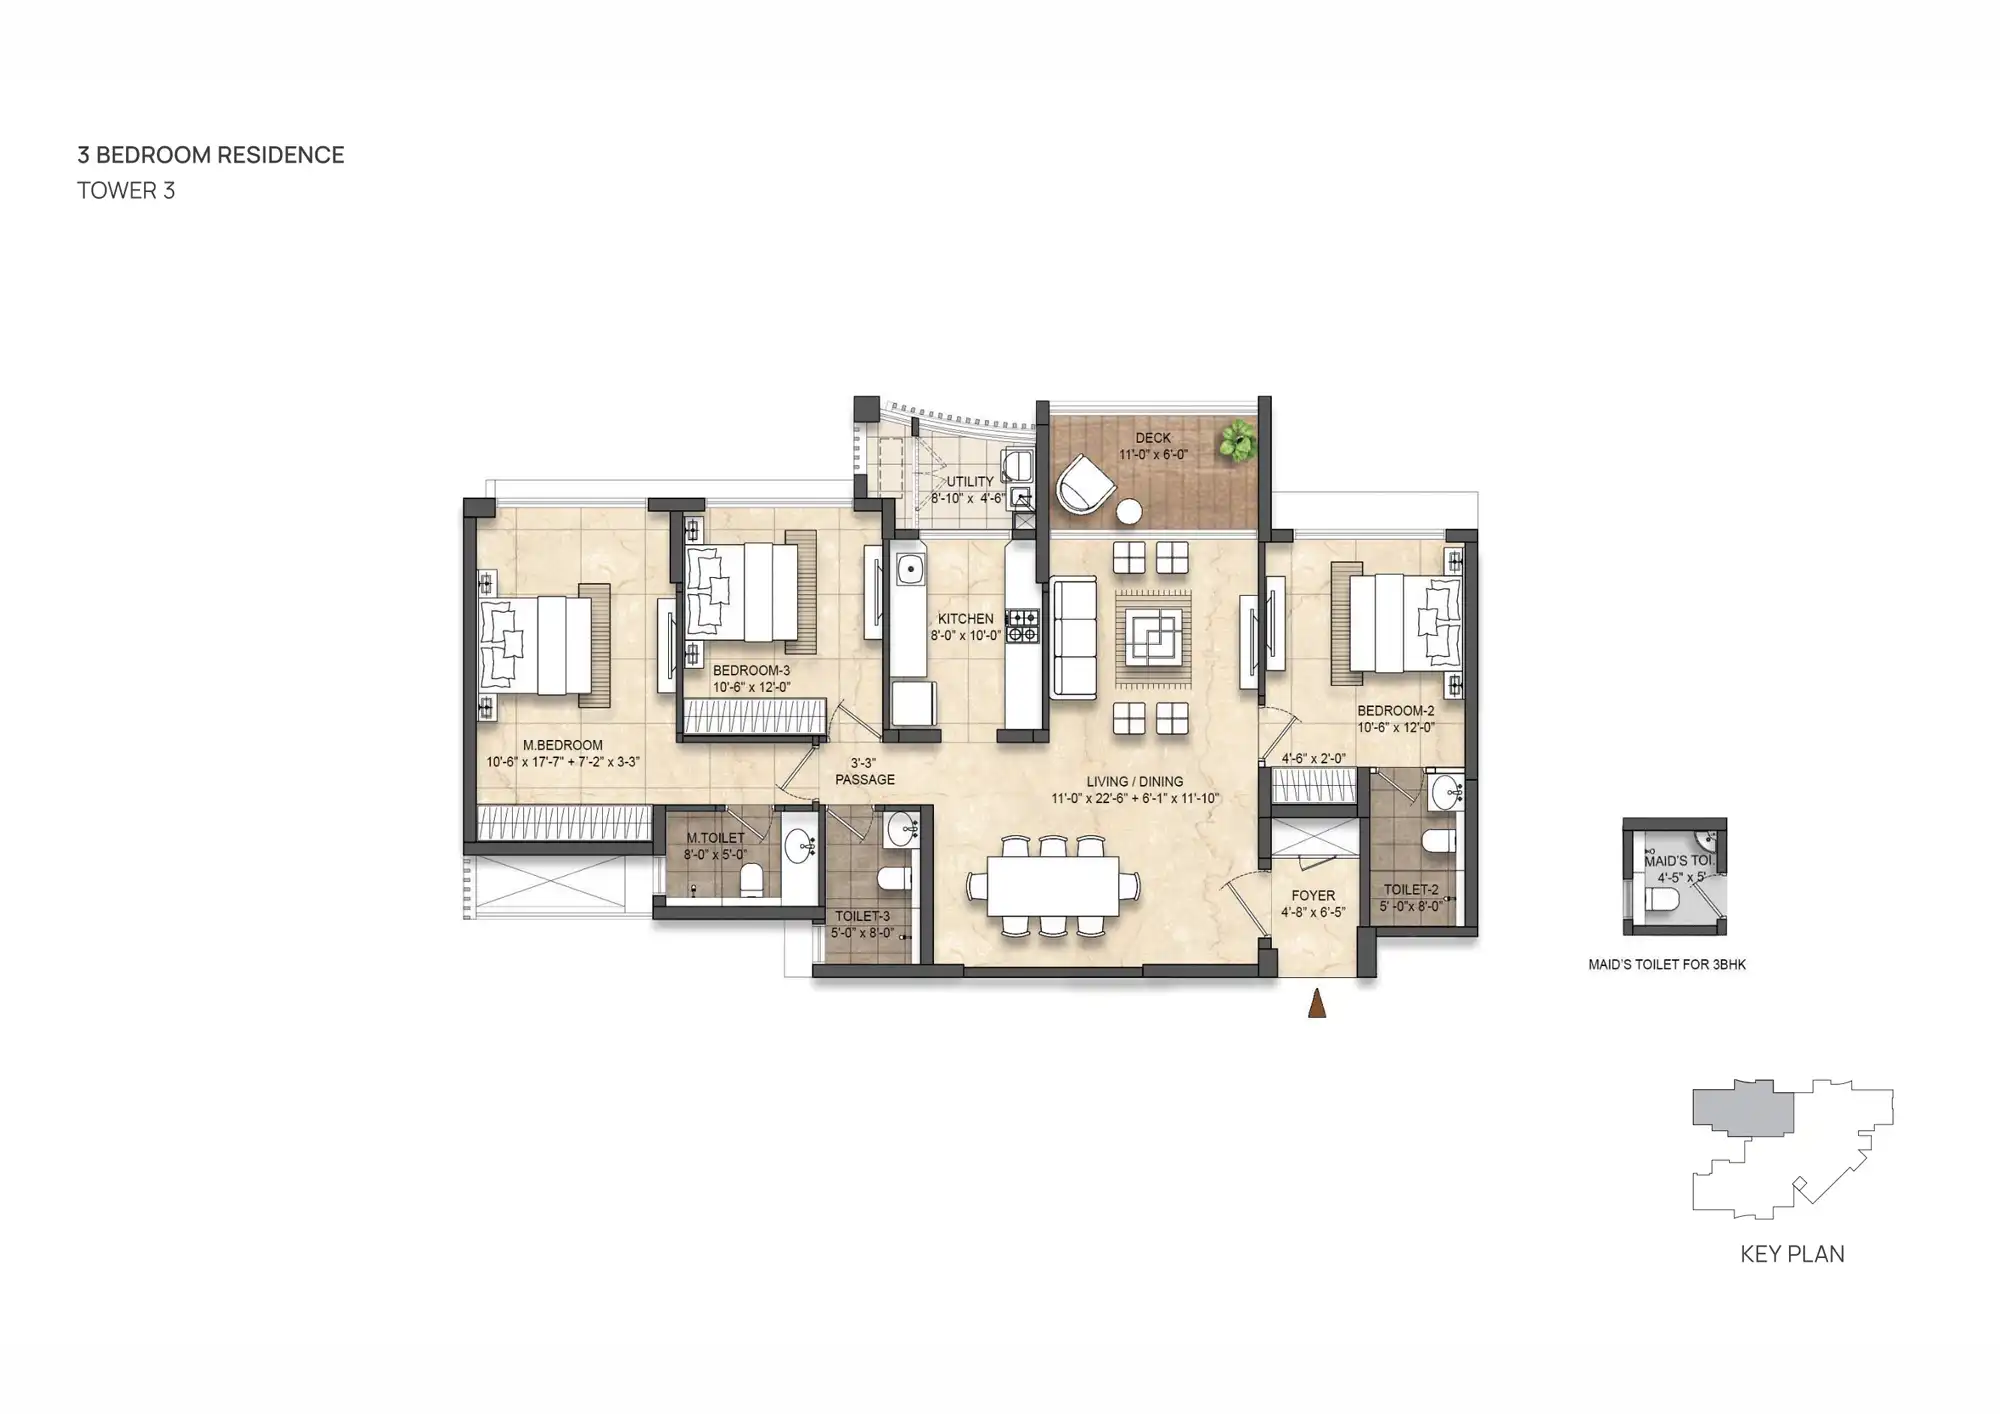 3 BEDROOM RESIDENCE
TOWER 3
DECK
11'-0" x 6'-0"
UTILITY
8'-10" x 4'-6"
KITCHEN
8'-0" x 10'-0"
BEDROOM-3
10'-6" x 12'-0"
BEDROOM-2
10'-6" x 12'-0"
4'-6" x 2'-0"
M.BEDROOM
10'-6" x 17'-7" + 7'-2" x 3'-3"
3'-3"
PASSAGE
LIVING / DINING
11'-0" x 22'-6" + 6'-1" x 11'-10"
M.TOILET
8'-0" x 5'-0"
TOILET-3
5'-0" x 8'-0"
FOYER
4'-8" x 6'-5"
TOILET-2
5' -0"x 8'-0"
MAID'S TOI.
4'-5" x 5'
MAID'S TOILET FOR 3BHK
KEY PLAN